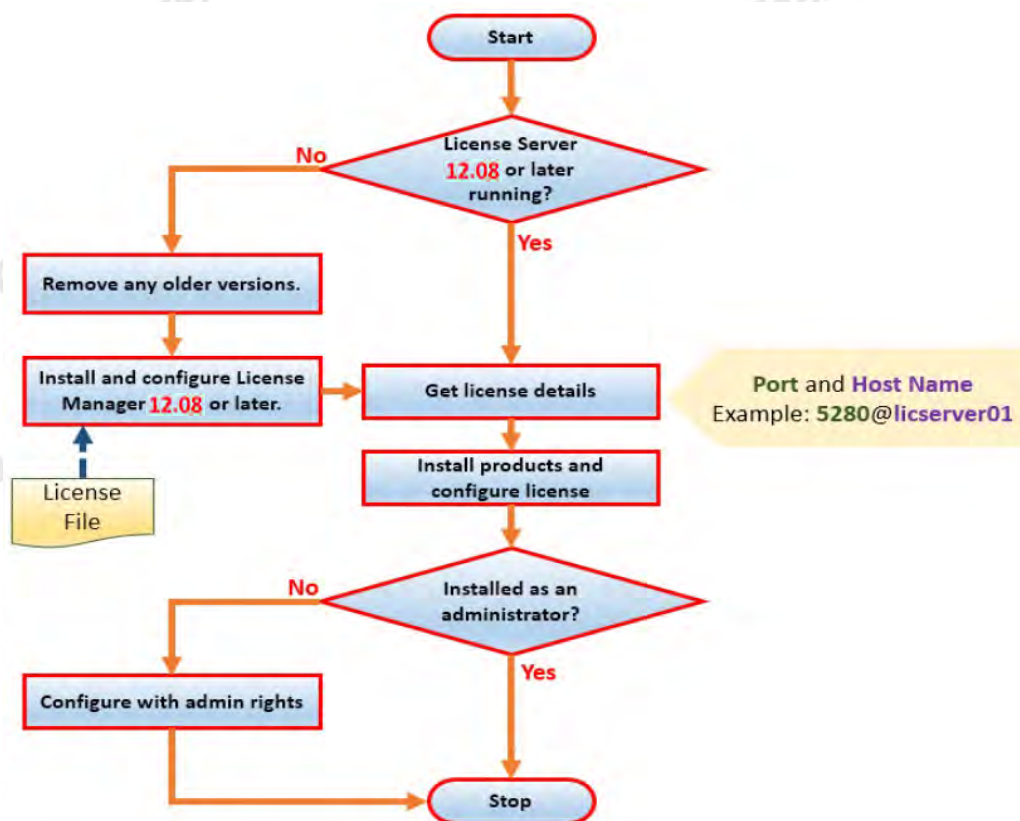 Start
License Server
12.08 or later
running?
No
Yes
Remove any older versions.
Install and configure License
Manager 12.08 or later.
Get license details
Port and Host Name
Example: 5280@licserver01
License
File
Install products and
configure license
Installed as an
administrator?
No
Yes
Configure with admin rights
Stop